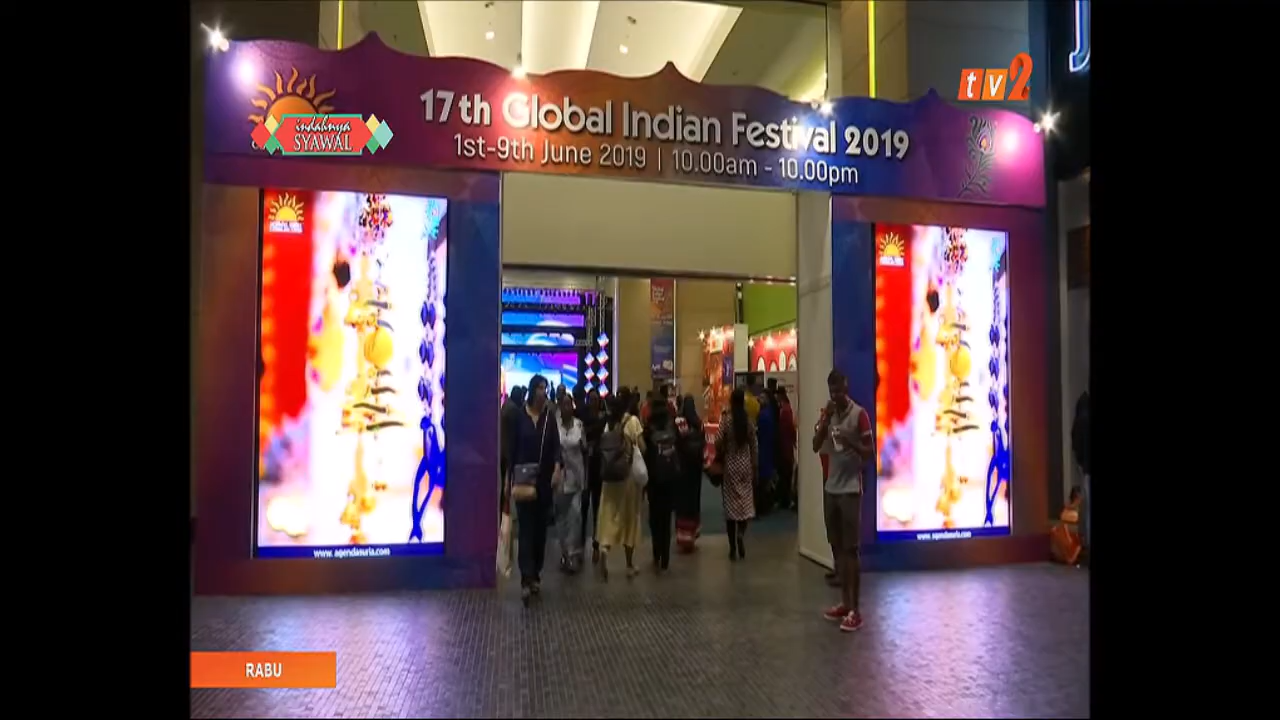 tv2
17th Global Indian Festival 2019
1st-9th June 2019 | 10.00am - 10.00pm
indahnya
SYAWAL
www.agendasuria.com
www.agendasuria.com
RABU